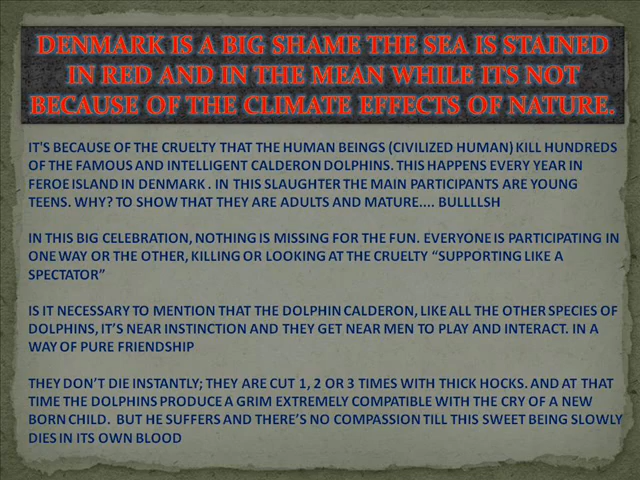 DENMARK IS A BIG SHAME THE SEA IS STAINED
IN RED AND IN THE MEAN WHILE ITS NOT
BECAUSE OF THE CLIMATE EFFECTS OF NATURE.
IT'S BECAUSE OF THE CRUELTY THAT THE HUMAN BEINGS (CIVILIZED HUMAN) KILL HUNDREDS
OF THE FAMOUS AND INTELLIGENT CALDERON DOLPHINS. THIS HAPPENS EVERY YEAR IN
FEROE ISLAND IN DENMARK . IN THIS SLAUGHTER THE MAIN PARTICIPANTS ARE YOUNG
TEENS. WHY? TO SHOW THAT THEY ARE ADULTS AND MATURE.... BULLLLSH
IN THIS BIG CELEBRATION, NOTHING IS MISSING FOR THE FUN. EVERYONE IS PARTICIPATING IN
ONE WAY OR THE OTHER, KILLING OR LOOKING AT THE CRUELTY “SUPPORTING LIKE A
SPECTATOR”
IS IT NECESSARY TO MENTION THAT THE DOLPHIN CALDERON, LIKE ALL THE OTHER SPECIES OF
DOLPHINS, IT’S NEAR INSTINCTION AND THEY GET NEAR MEN TO PLAY AND INTERACT. IN A
WAY OF PURE FRIENDSHIP
THEY DON’T DIE INSTANTLY; THEY ARE CUT 1, 2 OR 3 TIMES WITH THICK HOCKS. AND AT THAT
TIME THE DOLPHINS PRODUCE A GRIM EXTREMELY COMPATIBLE WITH THE CRY OF A NEW
BORN CHILD. BUT HE SUFFERS AND THERE’S NO COMPASSION TILL THIS SWEET BEING SLOWLY
DIES IN ITS OWN BLOOD